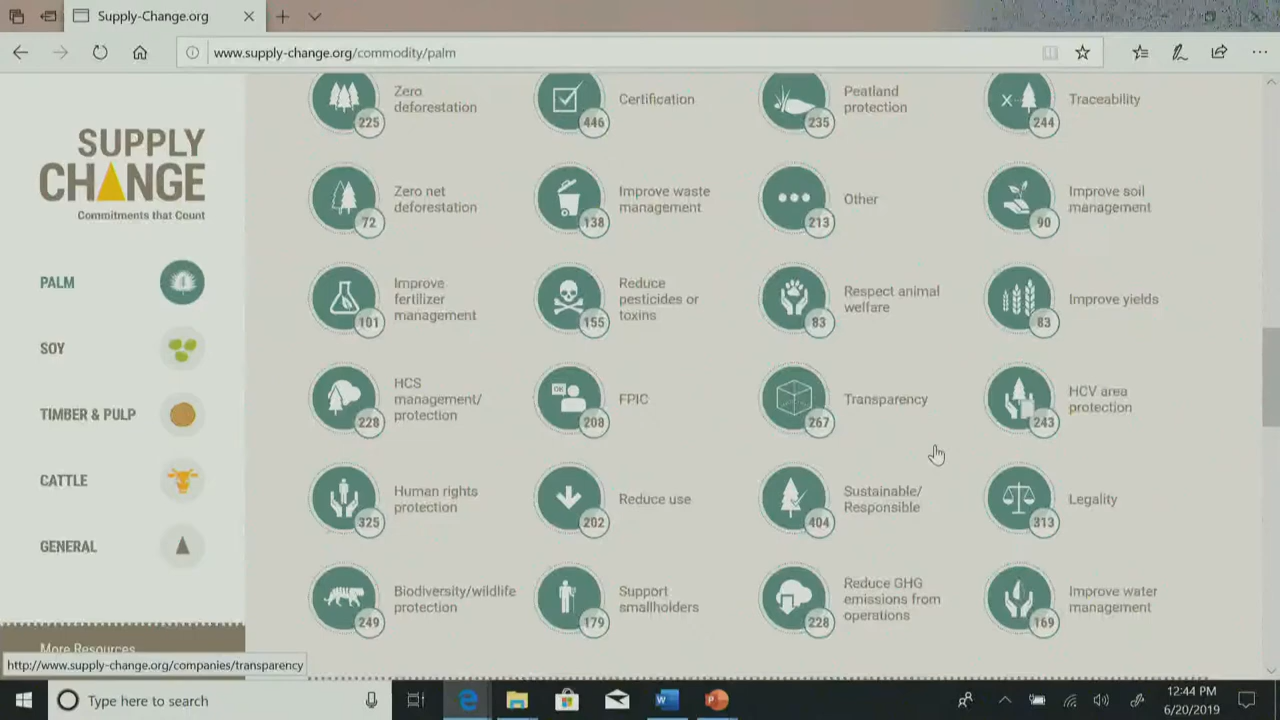 Supply-Change.org
www.supply-change.org/commodity/palm
SUPPLY
CHANGE
Commitments that Count
PALM
SOY
TIMBER & PULP
CATTLE
GENERAL
More Resources
Zero
deforestation
225
Certification
446
Peatland
protection
235
Traceability
244
Zero net
deforestation
72
Improve waste
management
138
Other
213
Improve soil
management
90
Improve
fertilizer
management
101
Reduce
pesticides or
toxins
155
Respect animal
welfare
83
Improve yields
83
HCS
management/
protection
228
OK
FPIC
208
Transparency
267
HCV area
protection
243
Human rights
protection
325
Reduce use
202
Sustainable/
Responsible
404
Legality
313
Biodiversity/wildlife
protection
249
Support
smallholders
179
Reduce GHG
emissions from
operations
228
Improve water
management
169
http://www.supply-change.org/companies/transparency
Type here to search
12:44 PM
6/20/2019